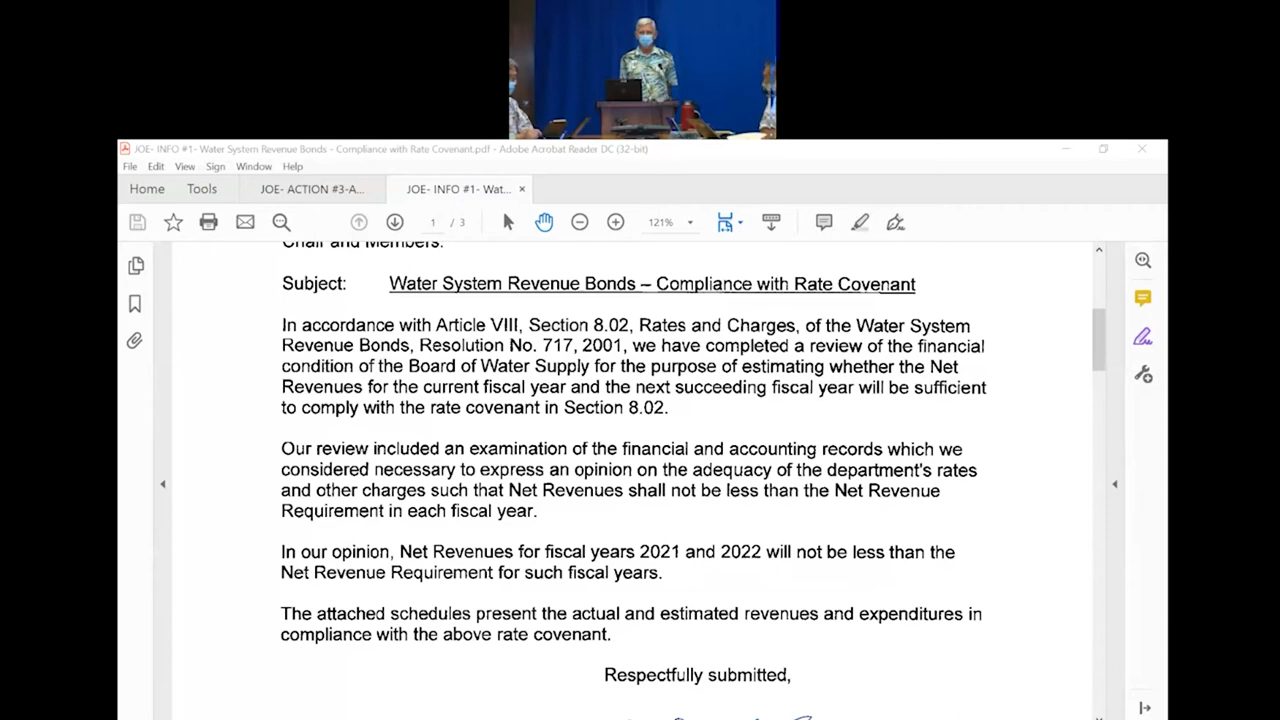 JOE- INFO #1- Water System Revenue Bonds - Compliance with Rate Covenant.pdf - Adobe Acrobat Reader DC (32-bit)
File Edit View Sign Window Help
Home Tools JOE- ACTION #3-A... JOE- INFO #1- Wat... ×
1 / 3 121%
Chair and Members:
Subject: Water System Revenue Bonds – Compliance with Rate Covenant
In accordance with Article VIII, Section 8.02, Rates and Charges, of the Water System
Revenue Bonds, Resolution No. 717, 2001, we have completed a review of the financial
condition of the Board of Water Supply for the purpose of estimating whether the Net
Revenues for the current fiscal year and the next succeeding fiscal year will be sufficient
to comply with the rate covenant in Section 8.02.
Our review included an examination of the financial and accounting records which we
considered necessary to express an opinion on the adequacy of the department's rates
and other charges such that Net Revenues shall not be less than the Net Revenue
Requirement in each fiscal year.
In our opinion, Net Revenues for fiscal years 2021 and 2022 will not be less than the
Net Revenue Requirement for such fiscal years.
The attached schedules present the actual and estimated revenues and expenditures in
compliance with the above rate covenant.
Respectfully submitted,